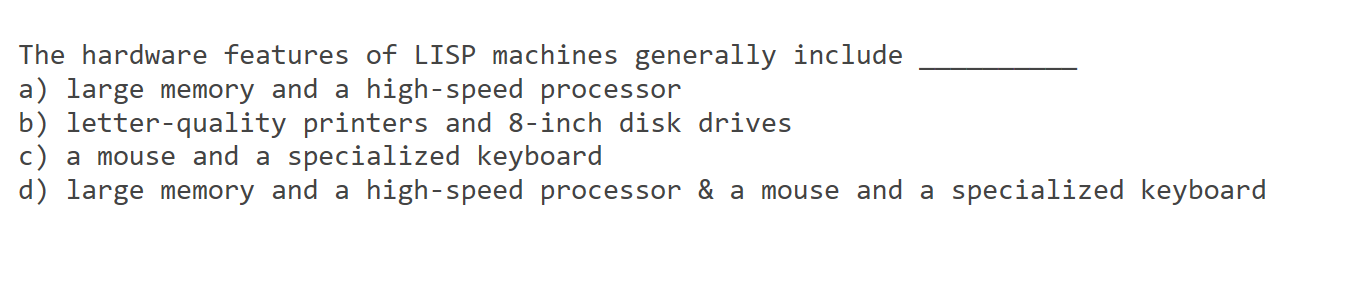 The hardware features of LISP machines generally include __________
a) large memory and a high-speed processor
b) letter-quality printers and 8-inch disk drives
c) a mouse and a specialized keyboard
d) large memory and a high-speed processor & a mouse and a specialized keyboard